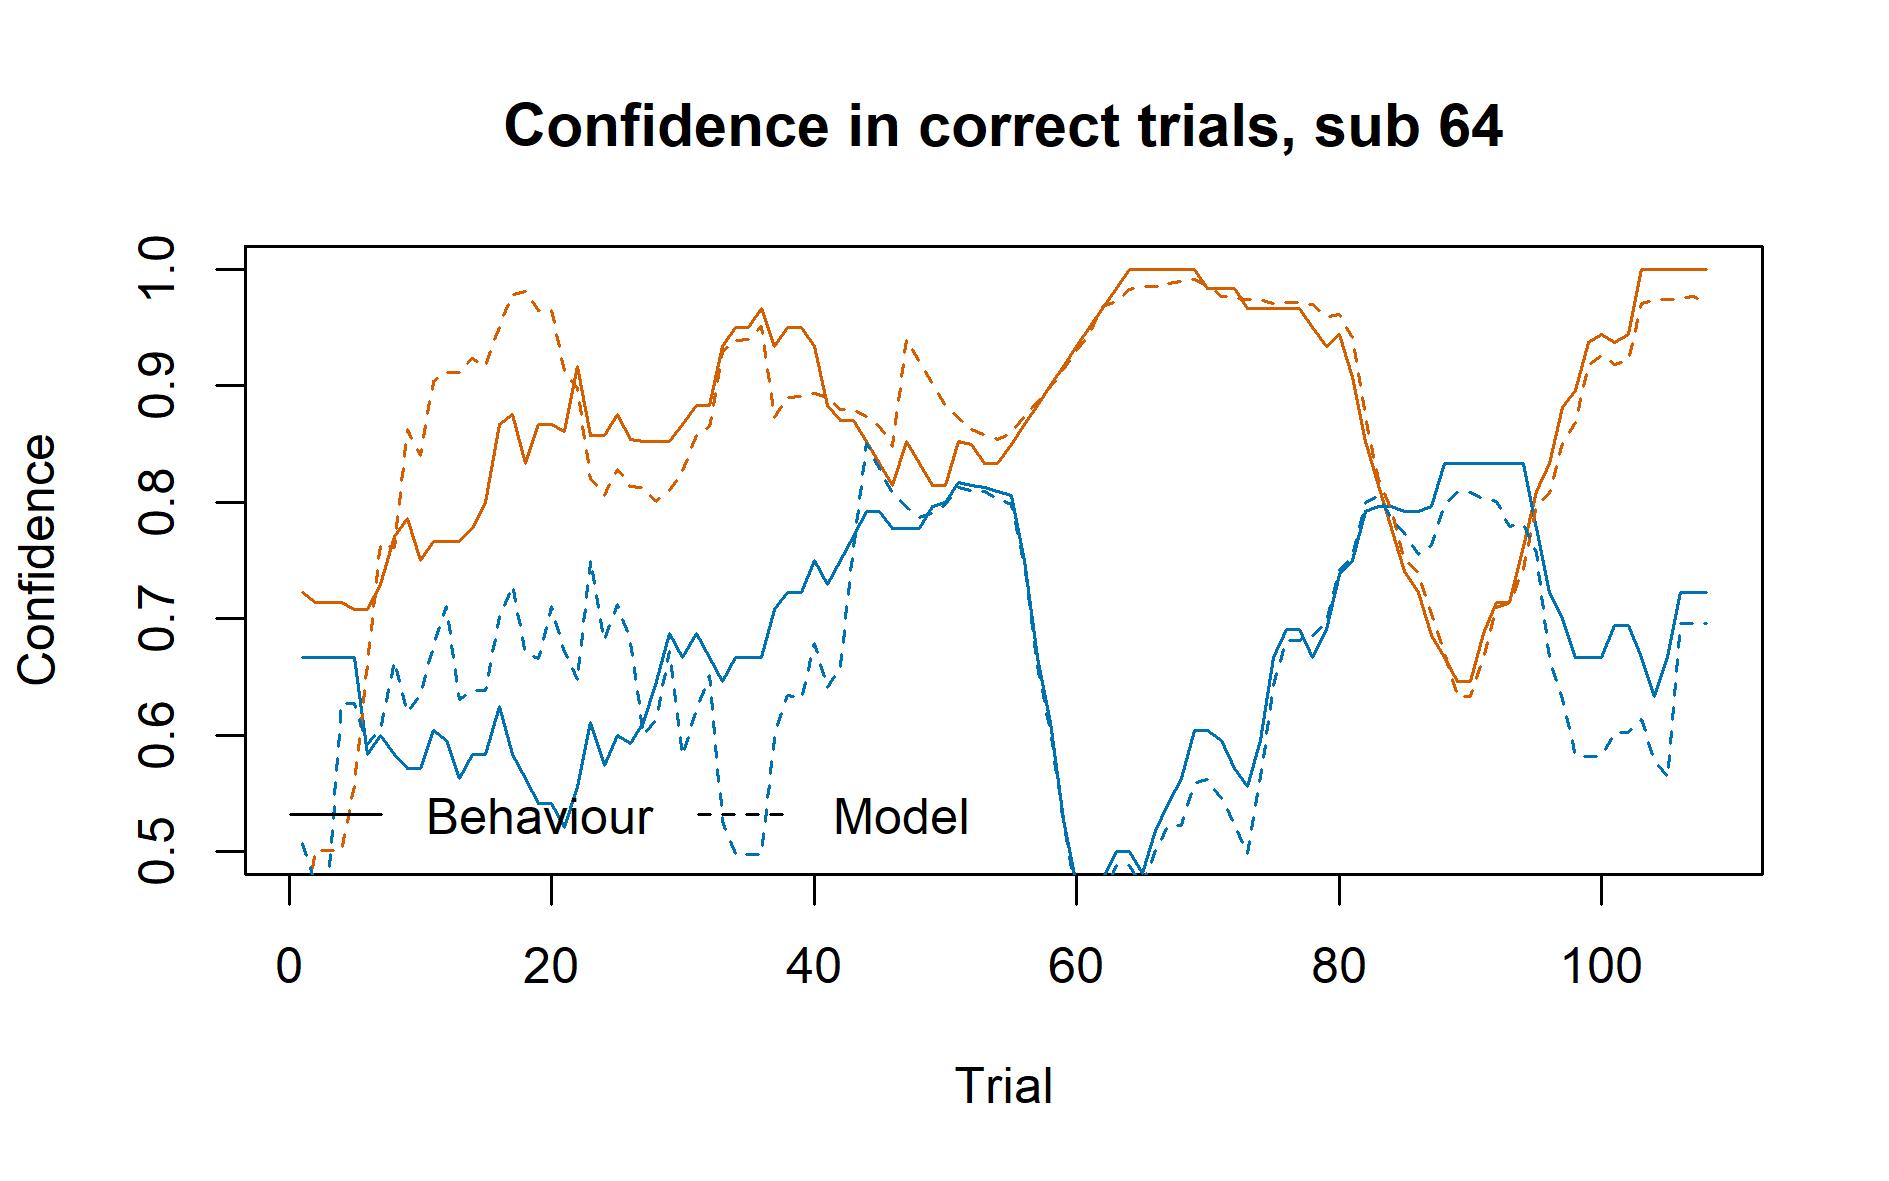 Confidence in correct trials, sub 64
Confidence
1.0
0.9
0.8
0.7
0.6
0.5
Behaviour
Model
0 20 40 60 80 100
Trial